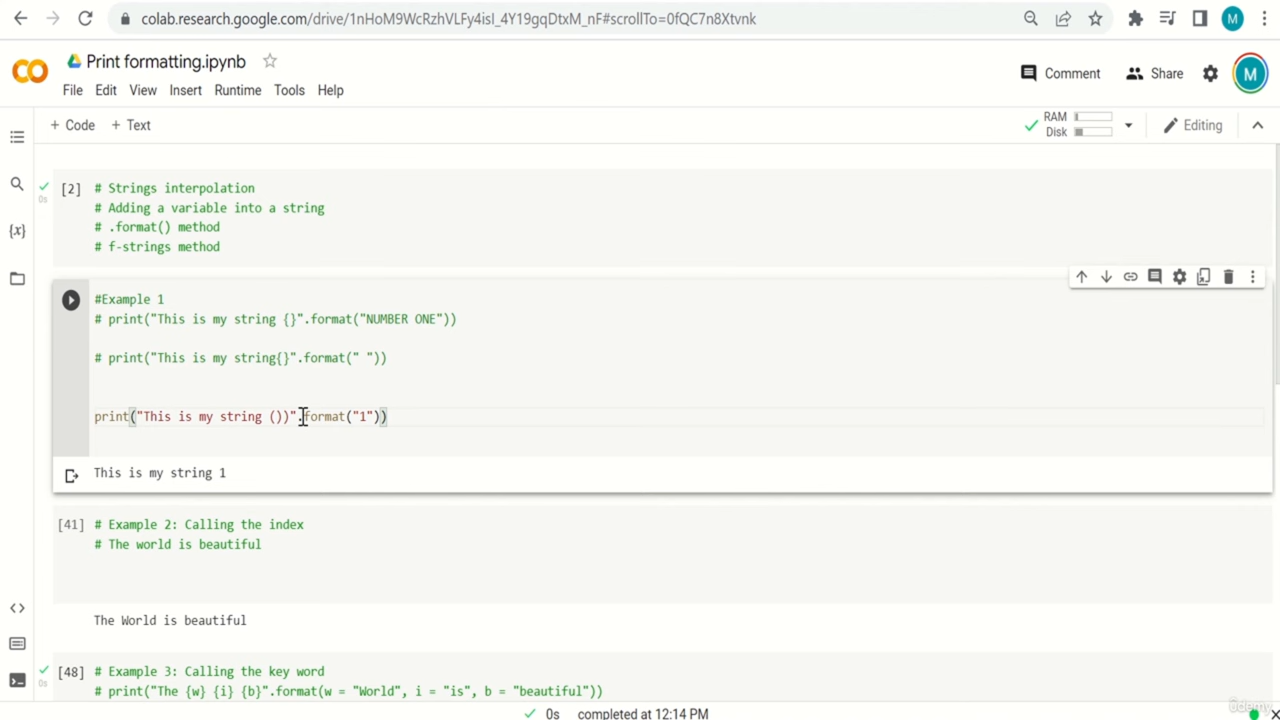 colab.research.google.com/drive/1nHoM9WcRzhVLFy4isI_4Y19gqDtxM_nF#scrollTo=0fQC7n8Xtvnk
M
CO
Print formatting.ipynb
File Edit View Insert Runtime Tools Help
Comment
Share
M
+ Code + Text
RAM
Disk
Editing
[2]
0s
# Strings interpolation
# Adding a variable into a string
# .format() method
# f-strings method
{x}
#Example 1
# print("This is my string {}".format("NUMBER ONE"))
# print("This is my string{}".format(" "))
print("This is my string ())".format("1"))
This is my string 1
[41] # Example 2: Calling the index
# The world is beautiful
The World is beautiful
[48] # Example 3: Calling the key word
0s
# print("The {w} {i} {b}".format(w = "World", i = "is", b = "beautiful"))
0s completed at 12:14 PM
ûdemy